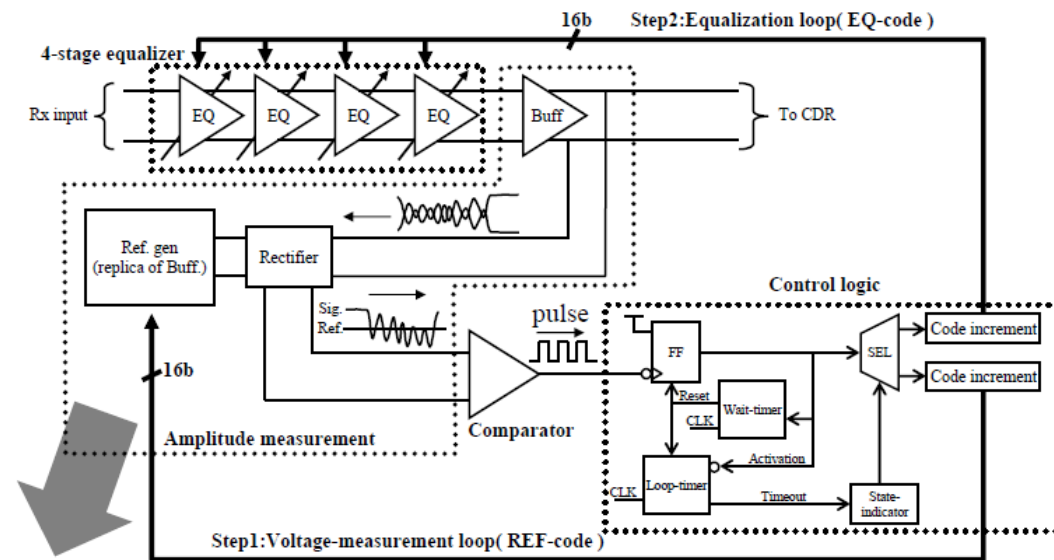 16b
Step2:Equalization loop( EQ-code )
4-stage equalizer
Rx input
EQ
EQ
EQ
EQ
Buff
To CDR
Ref. gen
(replica of Buff.)
Rectifier
Control logic
Sig.
Ref.
pulse
FF
SEL
Code increment
Code increment
16b
Reset
Wait-timer
CLK
Amplitude measurement
Comparator
Activation
CLK
Loop-timer
Timeout
State-
indicator
Step1:Voltage-measurement loop( REF-code )